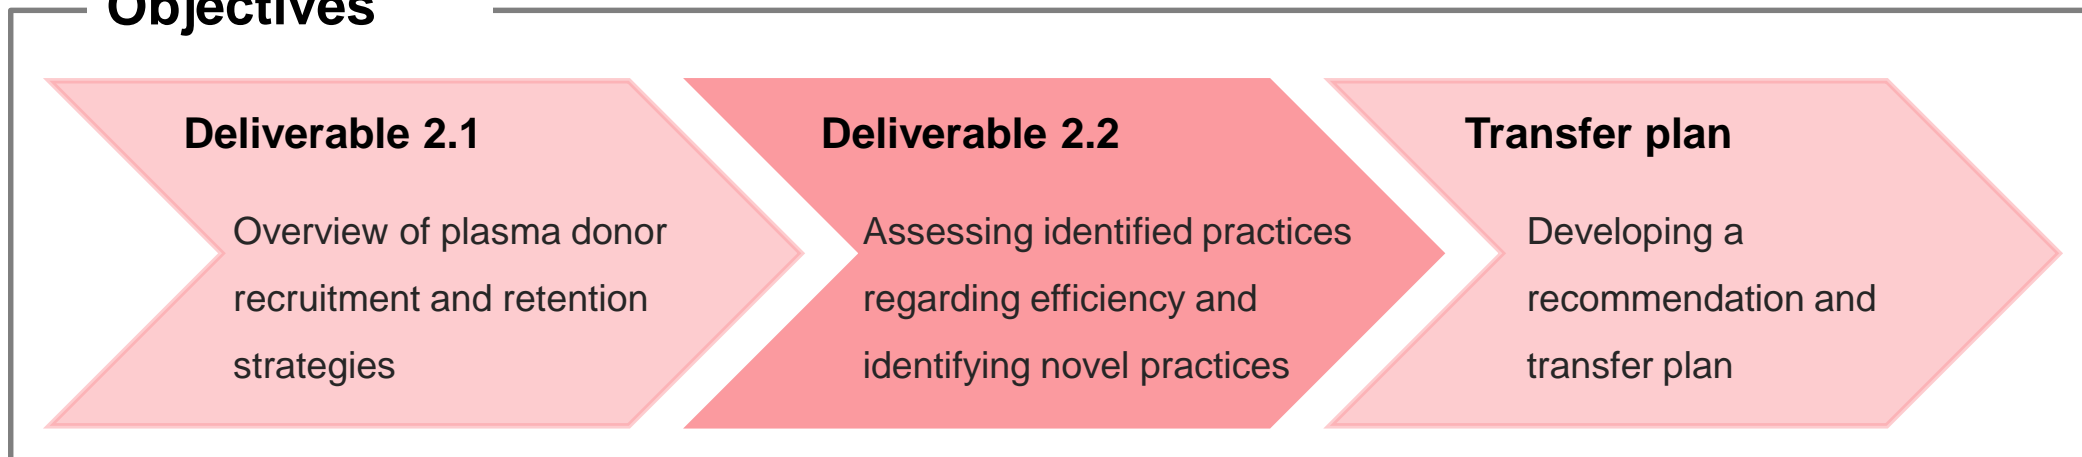 Objectives
Deliverable 2.1
Overview of plasma donor
recruitment and retention
strategies
Deliverable 2.2
Assessing identified practices
regarding efficiency and
identifying novel practices
Transfer plan
Developing a
recommendation and
transfer plan